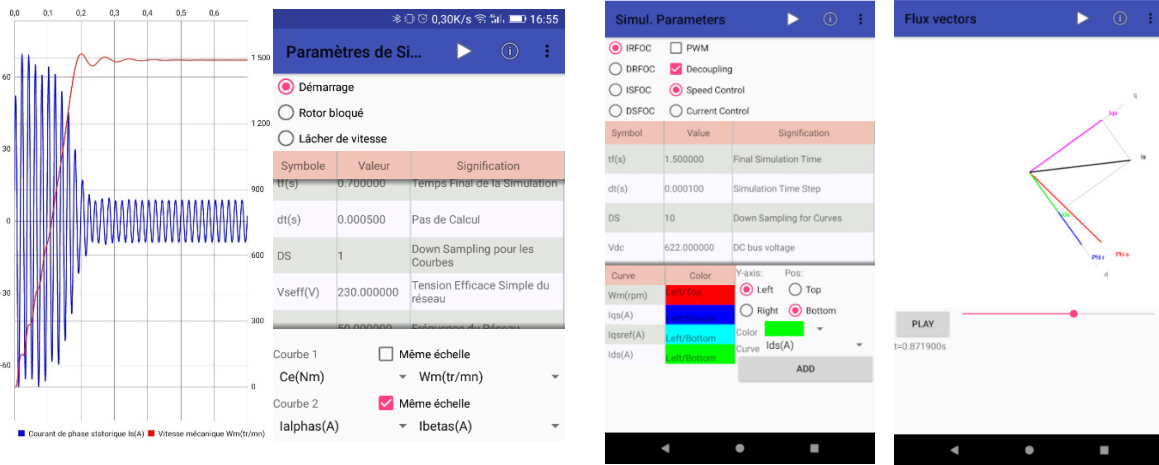 0,0 0,1 0,2 0,3 0,4 0,5 0,6
60
30
0
-30
-60
1 500
1 200
900
600
300
0
Courant de phase statorique Is(A) Vitesse mécanique Wm(tr/mn)
0,30K/s 16:55
Paramètres de Si...
Démarrage
Rotor bloqué
Lâcher de vitesse
Symbole Valeur Signification
tf(s) 0.700000 Temps Final de la Simulation
dt(s) 0.000500 Pas de Calcul
DS 1 Down Sampling pour les
Courbes
Vseff(V) 230.000000 Tension Efficace Simple du
réseau
50.000000 Fréquence du Réseau
Courbe 1 Même échelle
Ce(Nm) Wm(tr/mn)
Courbe 2 Même échelle
Ialphas(A) Ibetas(A)
Simul. Parameters
IRFOC PWM
DRFOC Decoupling
ISFOC Speed Control
DSFOC Current Control
Symbol Value Signification
tf(s) 1.500000 Final Simulation Time
dt(s) 0.000100 Simulation Time Step
DS 10 Down Sampling for Curves
Vdc 622.000000 DC bus voltage
Curve Color Y-axis: Pos:
Wm(rpm) Left/Top Left Top
Iqs(A) Left/Bottom Right Bottom
Iqsref(A) Left/Bottom Color
Ids(A) Left/Bottom Curve Ids(A)
ADD
Flux vectors
q
Iqs
Is
Ids
Phi r
Phi s
d
PLAY
t=0.871900s